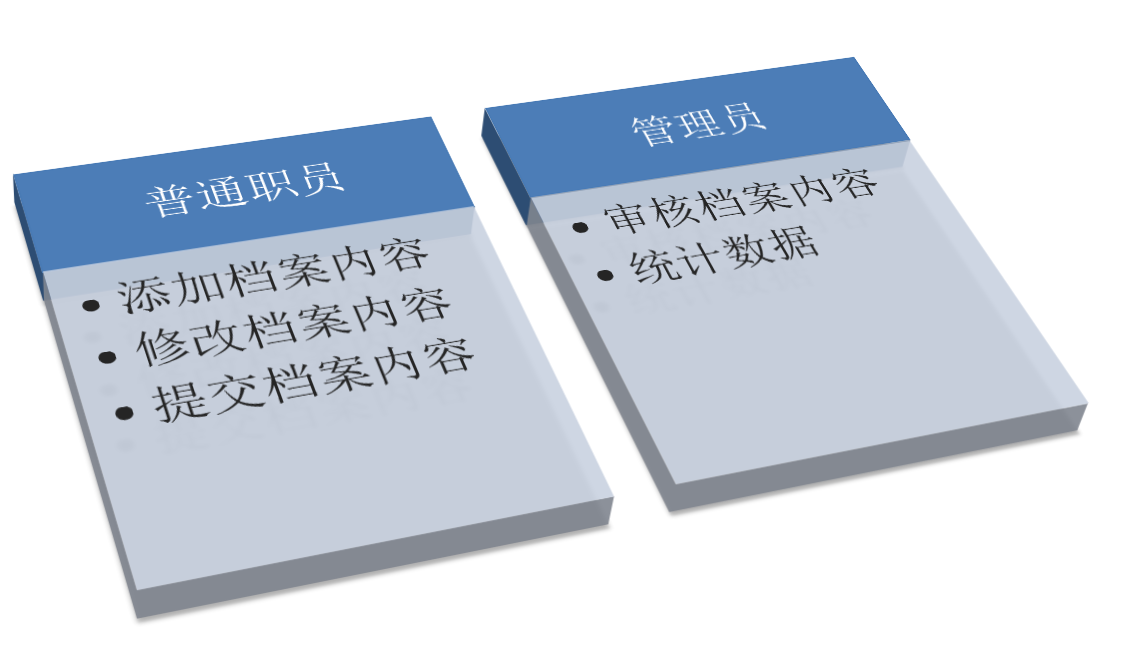 普通职员
• 添加档案内容
• 修改档案内容
• 提交档案内容
管理员
• 审核档案内容
• 统计数据